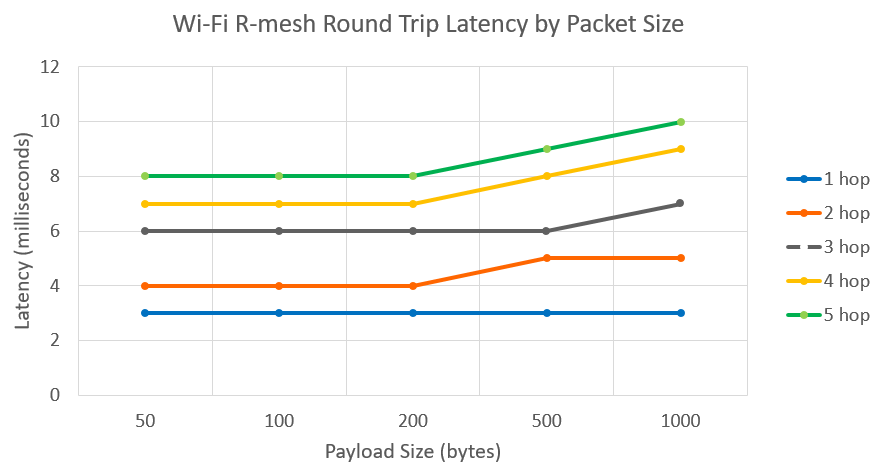 Wi-Fi R-mesh Round Trip Latency by Packet Size
12
10
8
6
4
2
0
Latency (milliseconds)
50 100 200 500 1000
Payload Size (bytes)
1 hop
2 hop
3 hop
4 hop
5 hop